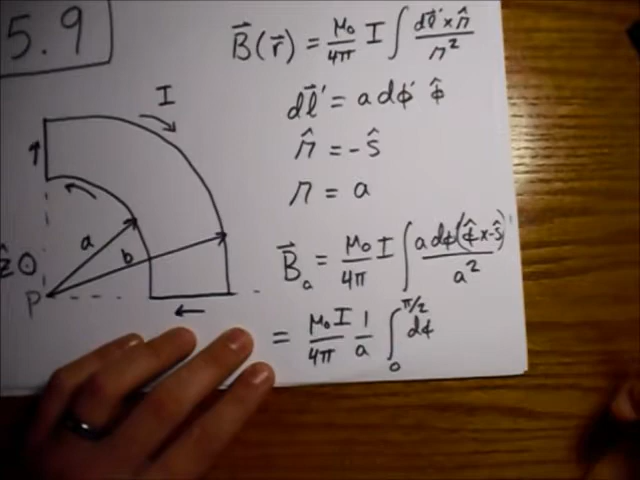 5.9
B⃗(r⃗) = μ₀/4π I ∫ dl⃗' × r̂ / r²
I
dl⃗' = a dφ' φ̂
r̂ = -ŝ
r = a
a
b
ẑ ⊙
P
B⃗ₐ = μ₀/4π I ∫ a dφ (φ̂ × -ŝ) / a²
= μ₀I/4π 1/a ∫₀^π/2 dφ